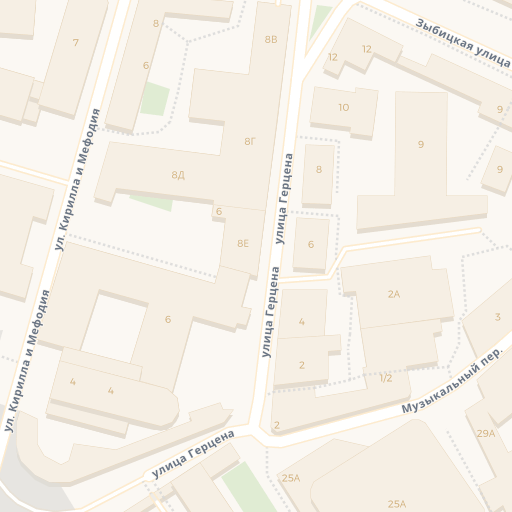 8
8В
Зыбицкая улица
7
12
12
6
10
9
8Г
9
ул. Кирилла и Мефодия
улица Герцена
8
9
8Д
6
8Е
6
2А
улица Герцена
4
3
6
ул. Кирилла и Мефодия
2
4
4
1/2
Музыкальный пер.
2
29А
улица Герцена
25А
25А